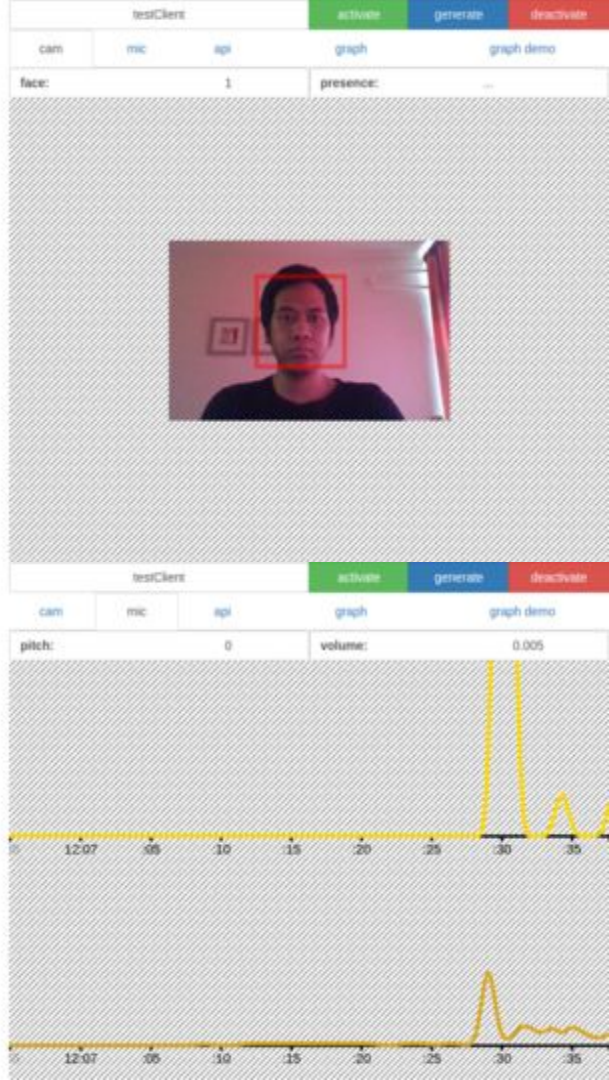 testClient activate generate deactivate
cam mic api graph graph demo
face: 1 presence: ...
testClient activate generate deactivate
cam mic api graph graph demo
pitch: 0 volume: 0.005
12:07 :05 :10 :15 :20 :25 :30 :35
12:07 :05 :10 :15 :20 :25 :30 :35